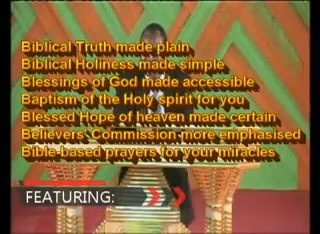 Biblical Truth made plain
Biblical Holiness made simple
Blessings of God made accessible
Baptism of the Holy spirit for you
Blessed Hope of heaven made certain
Believers' Commission more emphasised
Bible-based prayers for your miracles
FEATURING: